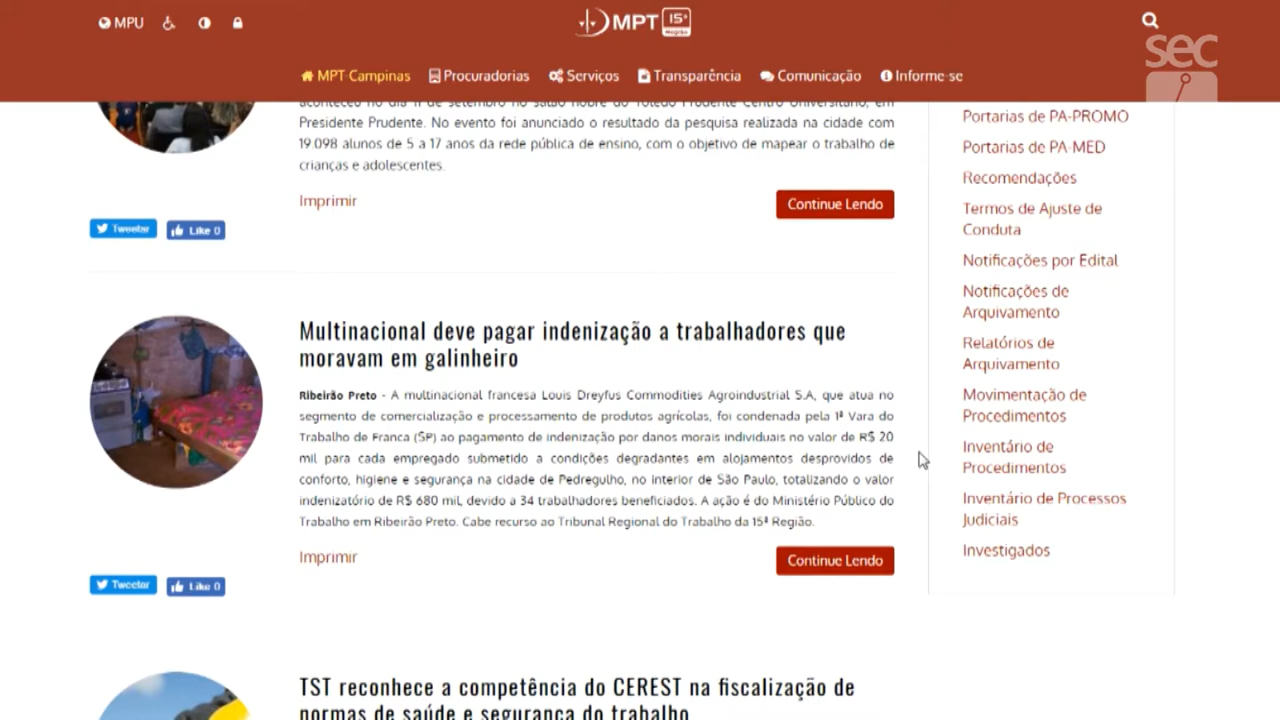 MPU
MPT 15ª Região
sec
MPT Campinas Procuradorias Serviços Transparência Comunicação Informe-se
aconteceu no dia 11 de setembro no salão nobre do Toledo Prudente Centro Universitário, em
Presidente Prudente. No evento foi anunciado o resultado da pesquisa realizada na cidade com
19.098 alunos de 5 a 17 anos da rede pública de ensino, com o objetivo de mapear o trabalho de
crianças e adolescentes.
Imprimir
Continue Lendo
Tweetar Like 0
Multinacional deve pagar indenização a trabalhadores que
moravam em galinheiro
Ribeirão Preto - A multinacional francesa Louis Dreyfus Commodities Agroindustrial S.A, que atua no
segmento de comercialização e processamento de produtos agrícolas, foi condenada pela 1ª Vara do
Trabalho de Franca (SP) ao pagamento de indenização por danos morais individuais no valor de R$ 20
mil para cada empregado submetido a condições degradantes em alojamentos desprovidos de
conforto, higiene e segurança na cidade de Pedregulho, no interior de São Paulo, totalizando o valor
indenizatório de R$ 680 mil, devido a 34 trabalhadores beneficiados. A ação é do Ministério Público do
Trabalho em Ribeirão Preto. Cabe recurso ao Tribunal Regional do Trabalho da 15ª Região.
Imprimir
Continue Lendo
Tweetar Like 0
TST reconhece a competência do CEREST na fiscalização de
normas de saúde e segurança do trabalho
Portarias de PA-PROMO
Portarias de PA-MED
Recomendações
Termos de Ajuste de
Conduta
Notificações por Edital
Notificações de
Arquivamento
Relatórios de
Arquivamento
Movimentação de
Procedimentos
Inventário de
Procedimentos
Inventário de Processos
Judiciais
Investigados